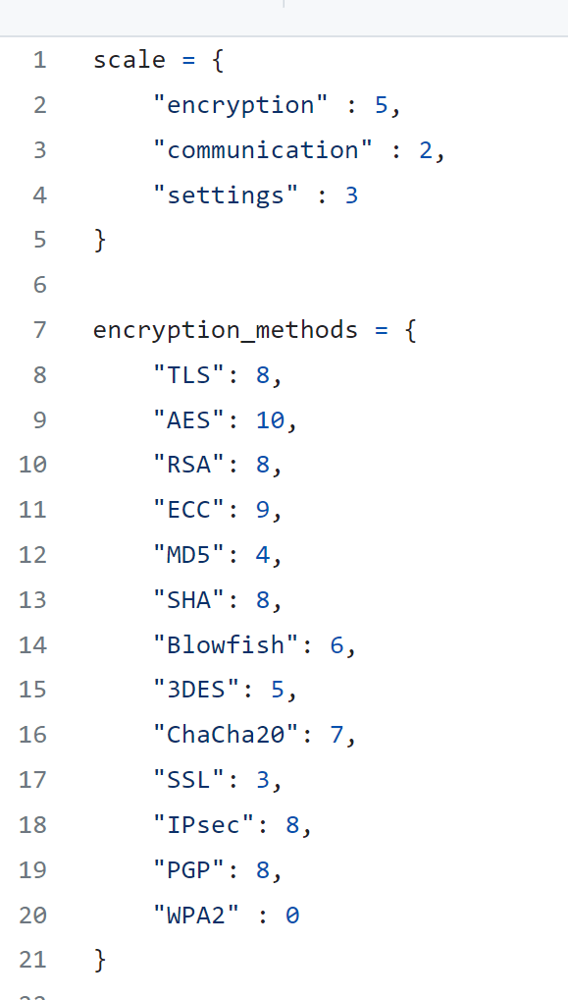 1 scale = {
2 "encryption" : 5,
3 "communication" : 2,
4 "settings" : 3
5 }
6
7 encryption_methods = {
8 "TLS": 8,
9 "AES": 10,
10 "RSA": 8,
11 "ECC": 9,
12 "MD5": 4,
13 "SHA": 8,
14 "Blowfish": 6,
15 "3DES": 5,
16 "ChaCha20": 7,
17 "SSL": 3,
18 "IPsec": 8,
19 "PGP": 8,
20 "WPA2" : 0
21 }